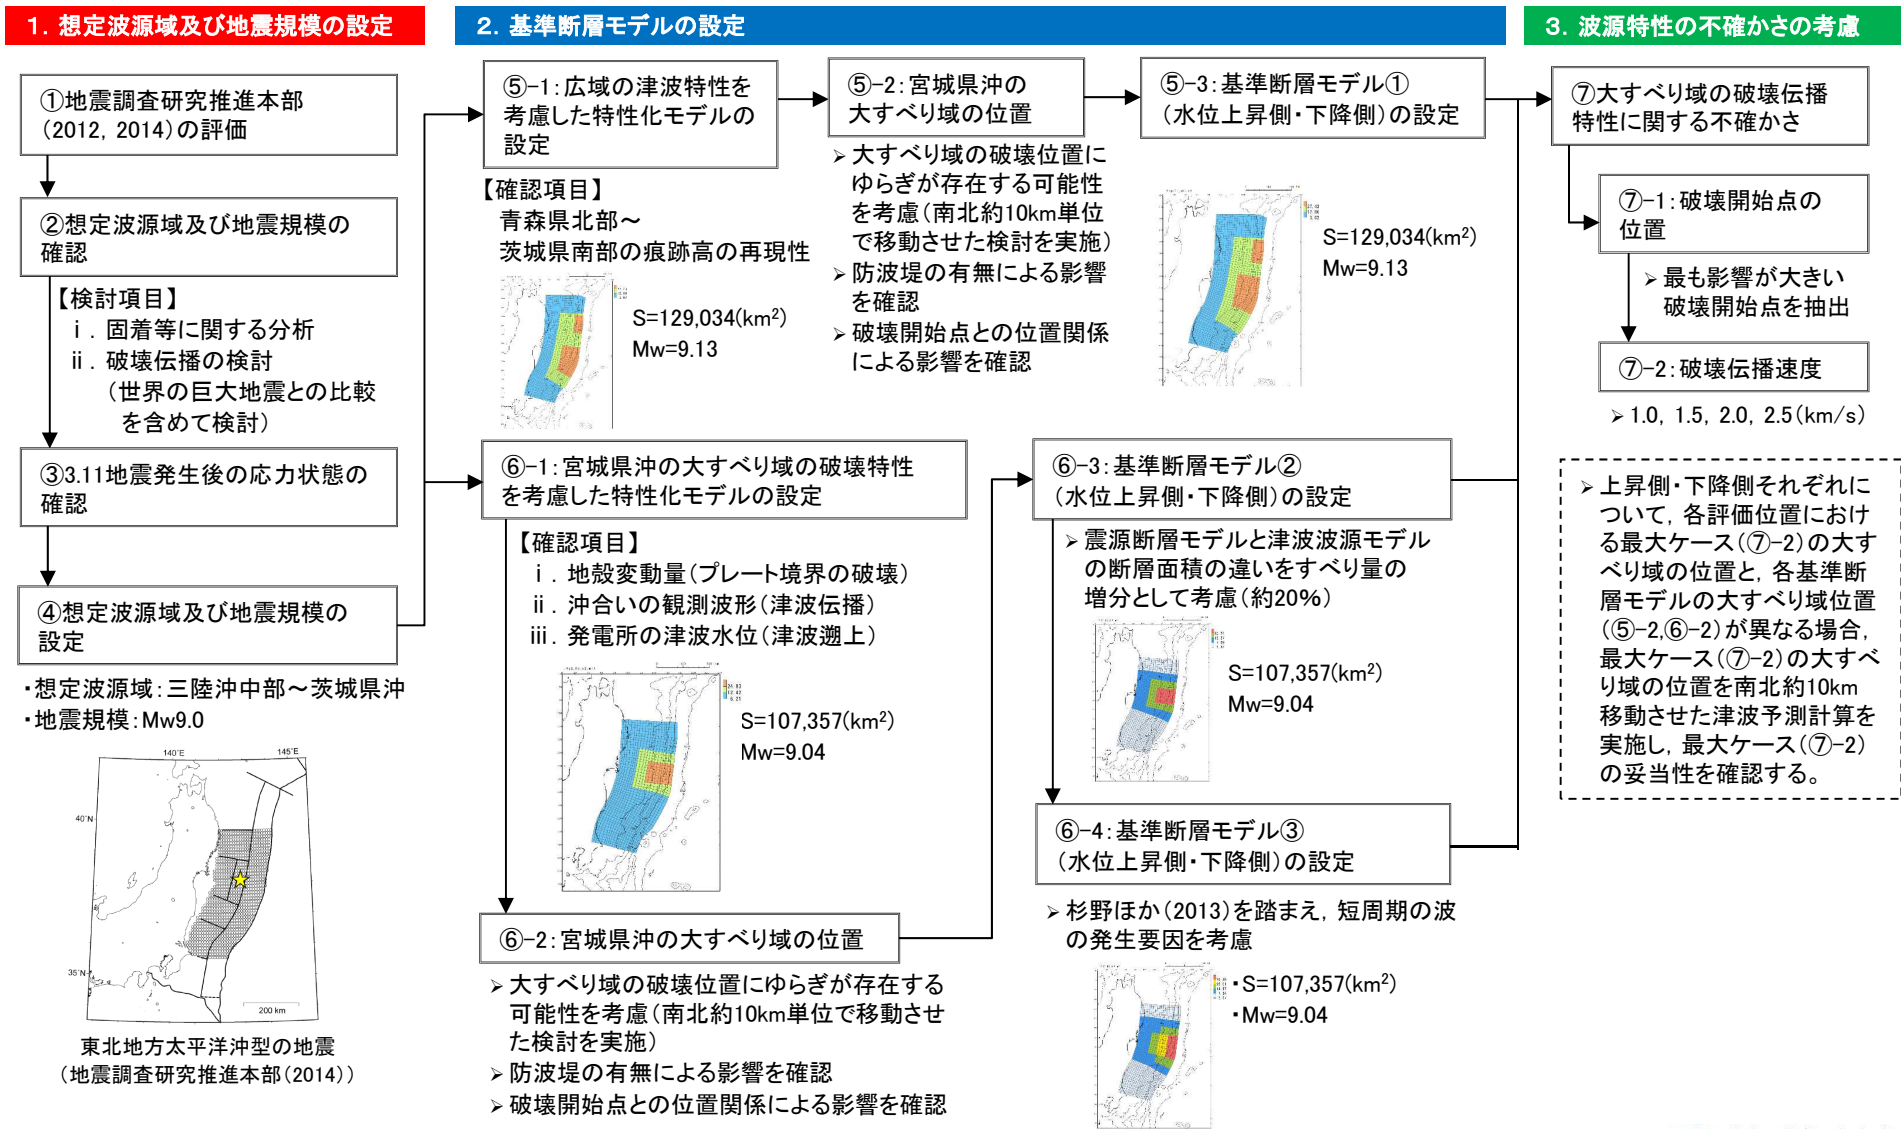 1. 想定波源域及び地震規模の設定
①地震調査研究推進本部
(2012, 2014)の評価
②想定波源域及び地震規模の
確認
【検討項目】
ⅰ. 固着等に関する分析
ⅱ. 破壊伝播の検討
(世界の巨大地震との比較
を含めて検討)
③3.11地震発生後の応力状態の
確認
④想定波源域及び地震規模の
設定
・想定波源域：三陸沖中部～茨城県沖
・地震規模：Mw9.0
140˚E
145˚E
40˚N
35˚N
200 km
東北地方太平洋沖型の地震
(地震調査研究推進本部(2014))
2. 基準断層モデルの設定
⑤-1：広域の津波特性を
考慮した特性化モデルの
設定
【確認項目】
青森県北部～
茨城県南部の痕跡高の再現性
S=129,034(km²)
Mw=9.13
⑤-2：宮城県沖の
大すべり域の位置
➢大すべり域の破壊位置に
ゆらぎが存在する可能性
を考慮(南北約10km単位
で移動させた検討を実施)
➢防波堤の有無による影響
を確認
➢破壊開始点との位置関係
による影響を確認
⑤-3：基準断層モデル①
(水位上昇側・下降側)の設定
S=129,034(km²)
Mw=9.13
⑥-1：宮城県沖の大すべり域の破壊特性
を考慮した特性化モデルの設定
【確認項目】
ⅰ. 地殻変動量(プレート境界の破壊)
ⅱ. 沖合いの観測波形(津波伝播)
ⅲ. 発電所の津波水位(津波遡上)
S=107,357(km²)
Mw=9.04
⑥-2：宮城県沖の大すべり域の位置
➢大すべり域の破壊位置にゆらぎが存在する
可能性を考慮(南北約10km単位で移動させ
た検討を実施)
➢防波堤の有無による影響を確認
➢破壊開始点との位置関係による影響を確認
⑥-3：基準断層モデル②
(水位上昇側・下降側)の設定
➢震源断層モデルと津波波源モデル
の断層面積の違いをすべり量の
増分として考慮(約20%)
S=107,357(km²)
Mw=9.04
⑥-4：基準断層モデル③
(水位上昇側・下降側)の設定
➢杉野ほか(2013)を踏まえ, 短周期の波
の発生要因を考慮
・S=107,357(km²)
・Mw=9.04
3. 波源特性の不確かさの考慮
⑦大すべり域の破壊伝播
特性に関する不確かさ
⑦-1：破壊開始点の
位置
➢最も影響が大きい
破壊開始点を抽出
⑦-2：破壊伝播速度
➢1.0, 1.5, 2.0, 2.5(km/s)
➢上昇側・下降側それぞれに
ついて, 各評価位置におけ
る最大ケース(⑦-2)の大す
べり域の位置と, 各基準断
層モデルの大すべり域位置
(⑤-2,⑥-2)が異なる場合,
最大ケース(⑦-2)の大すべ
り域の位置を南北約10km
移動させた津波予測計算を
実施し, 最大ケース(⑦-2)
の妥当性を確認する。